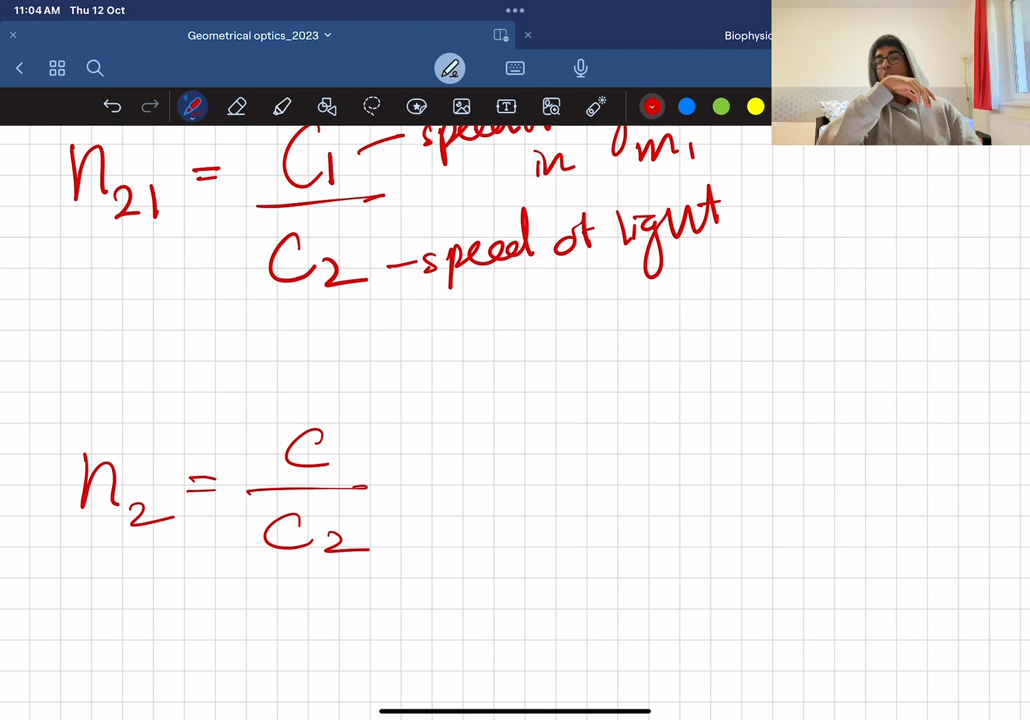 11:04 AM Thu 12 Oct
Geometrical optics_2023
Biophysic
n₂₁ = C₁ / C₂
in m₁
– speed of light
n₂ = C / C₂